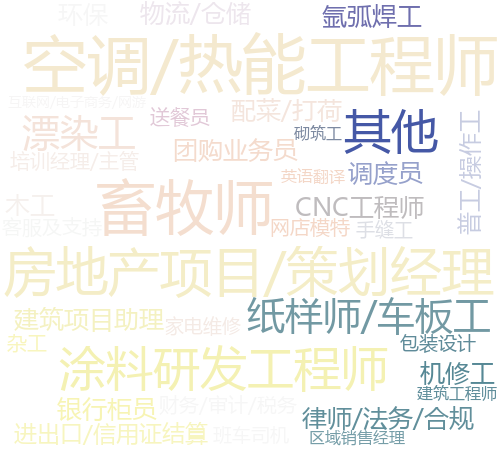 环保
物流/仓储
氩弧焊工
空调/热能工程师
互联网/电子商务/网游
送餐员
配菜/打荷
漂染工
砌筑工
其他
普工/操作工
团购业务员
培训经理/主管
英语翻译
调度员
畜牧师
木工
CNC工程师
客服及支持
网店模特
手缝工
房地产项目/策划经理
建筑项目助理
家电维修
纸样师/车板工
杂工
包装设计
涂料研发工程师
机修工
建筑工程师
银行柜员
财务/审计/税务
律师/法务/合规
进出口/信用证结算
班车司机
区域销售经理